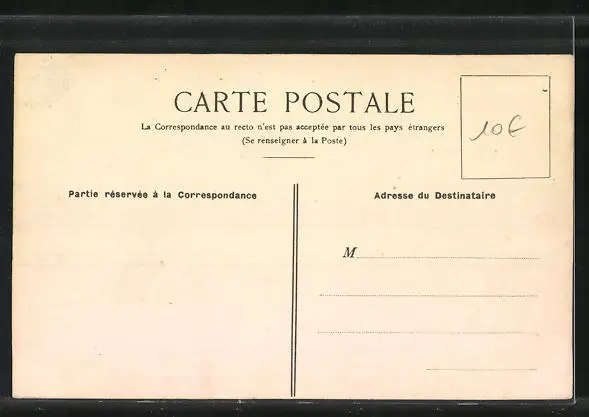 CARTE POSTALE
La Correspondance au recto n'est pas acceptée par tous les pays étrangers
(Se renseigner à la Poste)
10€
Partie réservée à la Correspondance
Adresse du Destinataire
M